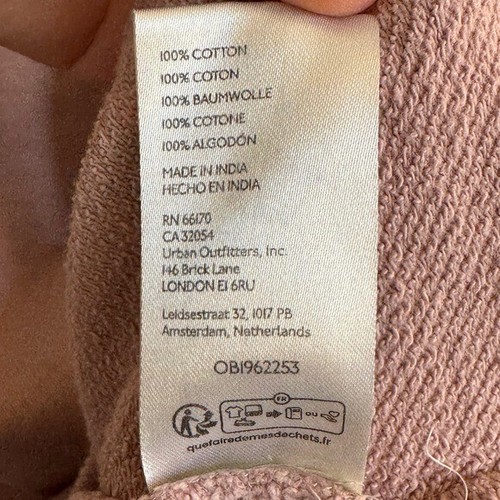 100% COTTON
100% COTON
100% BAUMWOLLE
100% COTONE
100% ALGODÓN
MADE IN INDIA
HECHO EN INDIA
RN 66170
CA 32054
Urban Outfitters, Inc.
146 Brick Lane
LONDON E1 6RU
Leidsestraat 32, 1017 PB
Amsterdam, Netherlands
OB1962253
FR
OU
quefairedemesdechets.fr